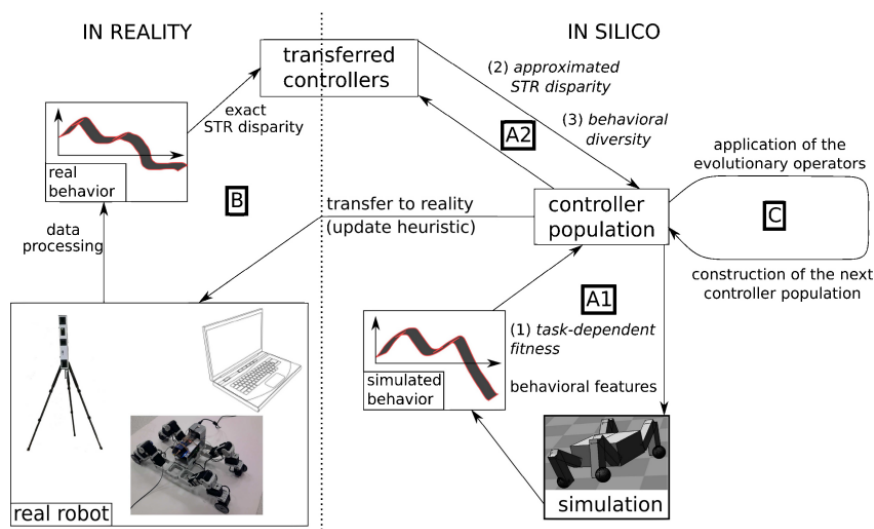 IN REALITY
IN SILICO
transferred
controllers
(2) approximated
STR disparity
exact
STR disparity
(3) behavioral
diversity
A2
application of the
evolutionary operators
real
behavior
B
transfer to reality
(update heuristic)
controller
population
C
data
processing
construction of the next
controller population
A1
(1) task-dependent
fitness
simulated
behavior
behavioral features
simulation
real robot